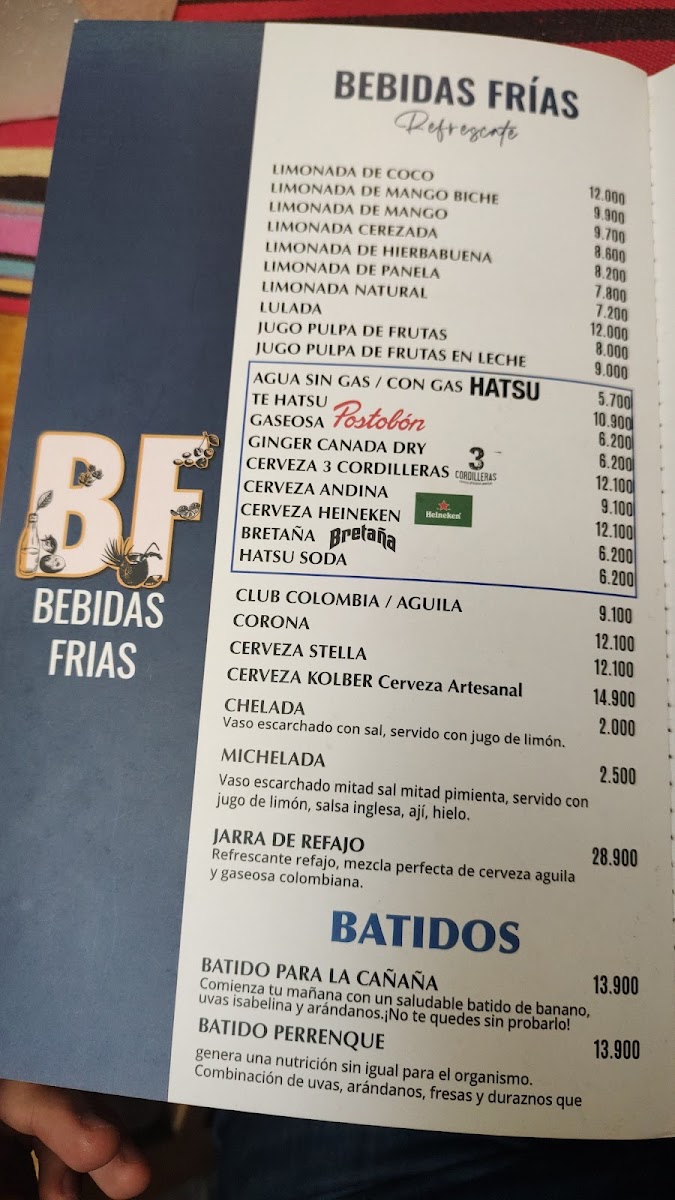 BEBIDAS FRÍAS
Refrescate
LIMONADA DE COCO 12.000
LIMONADA DE MANGO BICHE 9.900
LIMONADA DE MANGO 9.700
LIMONADA CEREZADA 8.600
LIMONADA DE HIERBABUENA 8.200
LIMONADA DE PANELA 7.800
LIMONADA NATURAL 7.200
LULADA 12.000
JUGO PULPA DE FRUTAS 8.000
JUGO PULPA DE FRUTAS EN LECHE 9.000
AGUA SIN GAS / CON GAS HATSU 5.700
TE HATSU 10.900
GASEOSA Postobón 6.200
GINGER CANADA DRY 6.200
CERVEZA 3 CORDILLERAS 3 CORDILLERAS 12.100
CERVEZA ANDINA 9.100
CERVEZA HEINEKEN Heineken 12.100
BRETAÑA Bretaña 6.200
HATSU SODA 6.200
CLUB COLOMBIA / AGUILA 9.100
CORONA 12.100
CERVEZA STELLA 12.100
CERVEZA KOLBER Cerveza Artesanal 14.900
CHELADA 2.000
Vaso escarchado con sal, servido con jugo de limón.
MICHELADA 2.500
Vaso escarchado mitad sal mitad pimienta, servido con
jugo de limón, salsa inglesa, ají, hielo.
JARRA DE REFAJO 28.900
Refrescante refajo, mezcla perfecta de cerveza aguila
y gaseosa colombiana.
BATIDOS
BATIDO PARA LA CAÑAÑA 13.900
Comienza tu mañana con un saludable batido de banano,
uvas isabelina y arándanos.¡No te quedes sin probarlo!
BATIDO PERRENQUE 13.900
genera una nutrición sin igual para el organismo.
Combinación de uvas, arándanos, fresas y duraznos que
BF
BEBIDAS
FRIAS